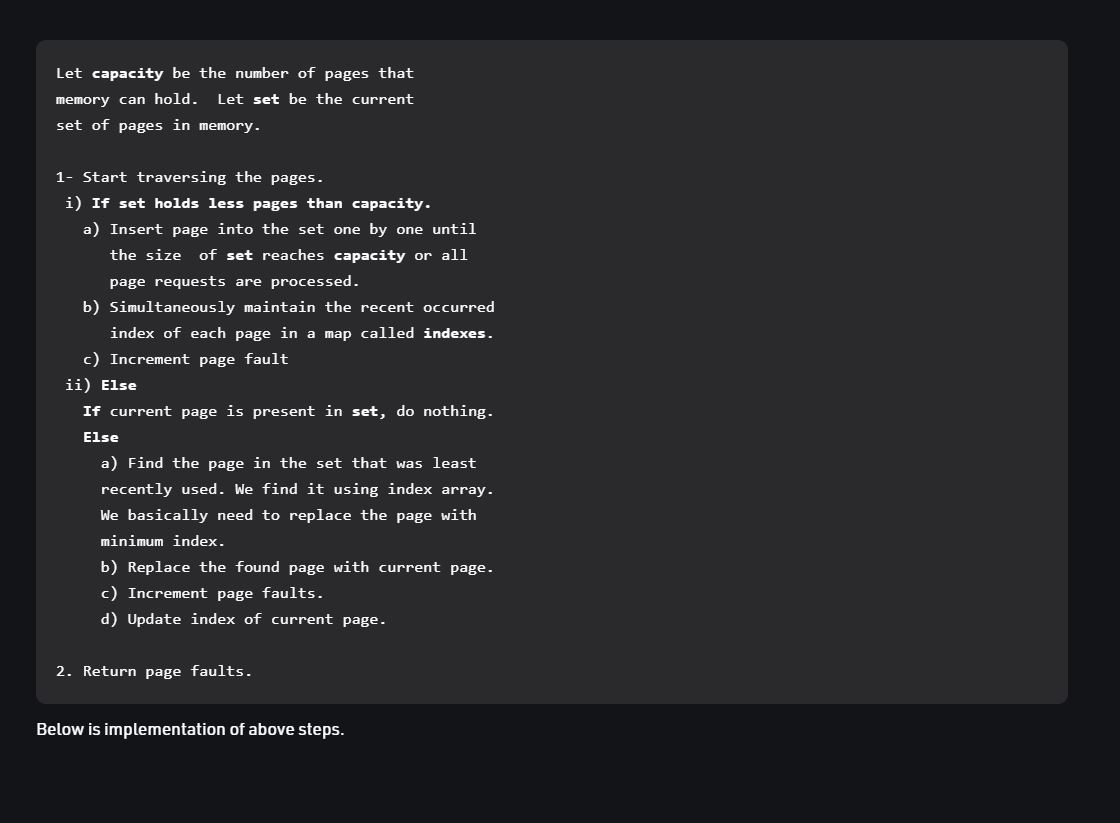 Let capacity be the number of pages that
memory can hold.  Let set be the current
set of pages in memory.
1- Start traversing the pages.
i) If set holds less pages than capacity.
a) Insert page into the set one by one until
the size  of set reaches capacity or all
page requests are processed.
b) Simultaneously maintain the recent occurred
index of each page in a map called indexes.
c) Increment page fault
ii) Else
If current page is present in set, do nothing.
Else
a) Find the page in the set that was least
recently used. We find it using index array.
We basically need to replace the page with
minimum index.
b) Replace the found page with current page.
c) Increment page faults.
d) Update index of current page.
2. Return page faults.
Below is implementation of above steps.